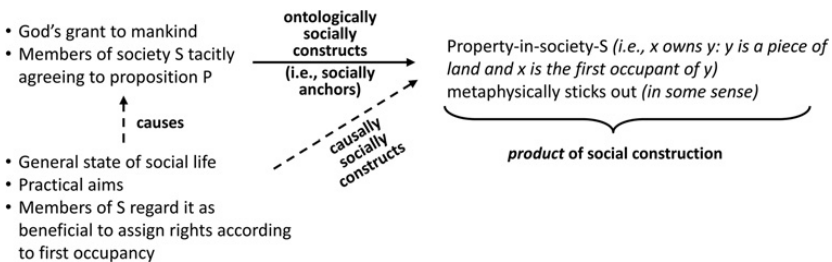 • God's grant to mankind
• Members of society S tacitly
agreeing to proposition P
ontologically
socially
constructs
(i.e., socially
anchors)
Property-in-society-S (i.e., x owns y: y is a piece of
land and x is the first occupant of y)
metaphysically sticks out (in some sense)
causes
causally
socially
constructs
product of social construction
• General state of social life
• Practical aims
• Members of S regard it as
beneficial to assign rights according
to first occupancy